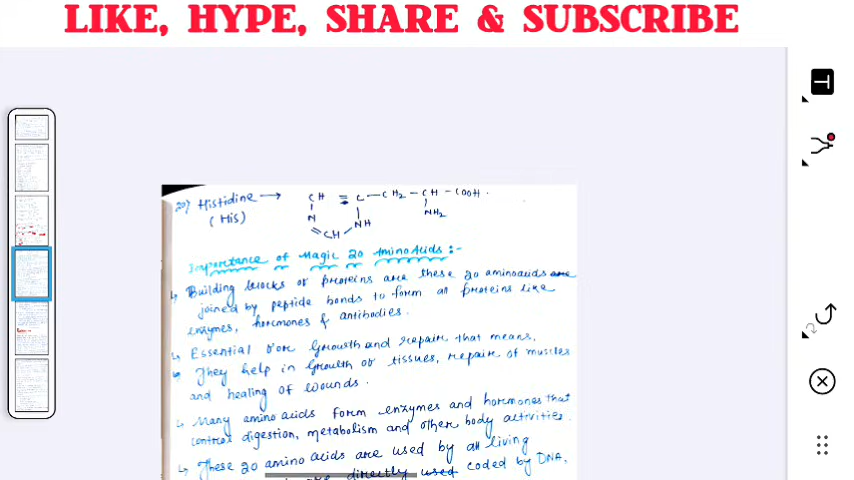 LIKE, HYPE, SHARE & SUBSCRIBE
T
20) Histidine → CH = C — CH2 — CH — COOH .
(His) N NH NH2
CH
Importance of Magic 20 Amino Acids :-
↳ Building blocks of proteins are these 20 aminoacids are
joined by peptide bonds to form all proteins like
enzymes, hormones & antibodies.
↳ Essential for Growth and repair that means,
They help in Growth of tissues, repair of muscles
and healing of wounds.
↳ Many amino acids form enzymes and hormones that
control digestion, metabolism and other body activities.
↳ These 20 amino acids are used by all living
are directly used coded by DNA,
2